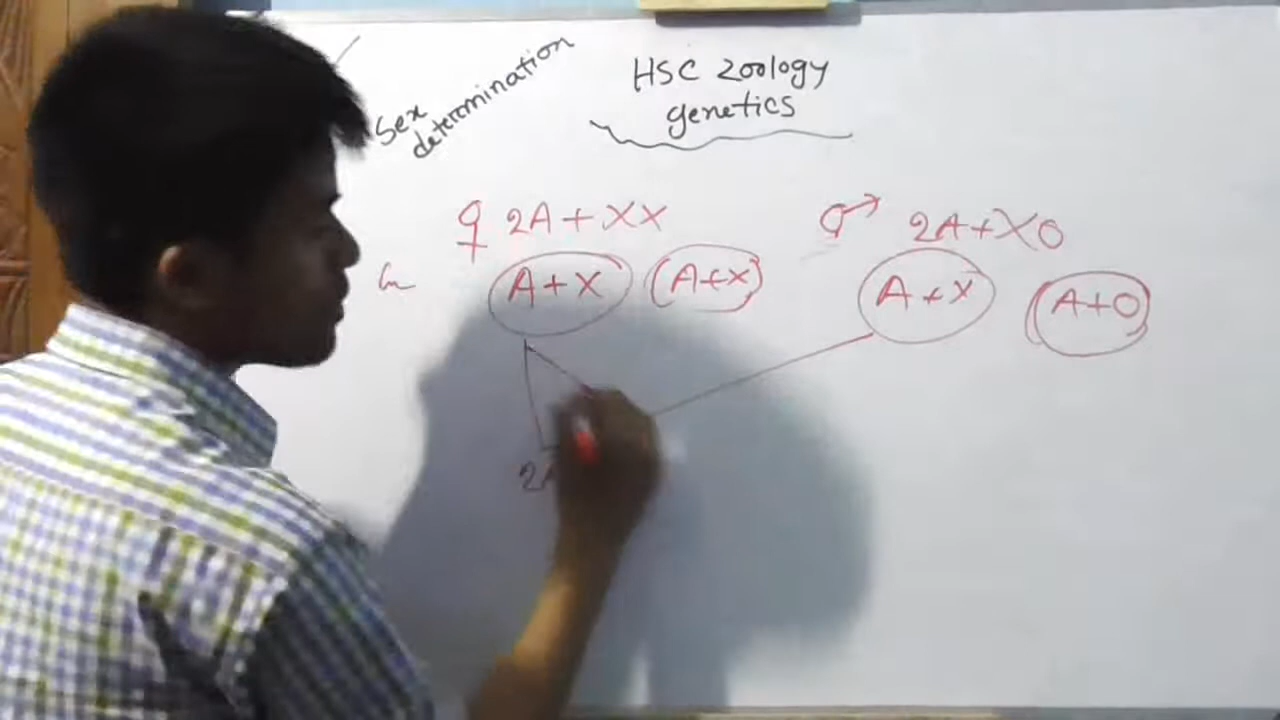 HSC zoology
genetics
Sex
determination
♀ 2A+XX
♂ 2A+XO
A+X (A+X)
A+X (A+O)
2A